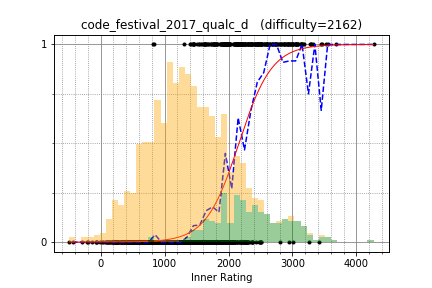 code_festival_2017_qualc_d (difficulty=2162)
1
0
0 1000 2000 3000 4000
Inner Rating